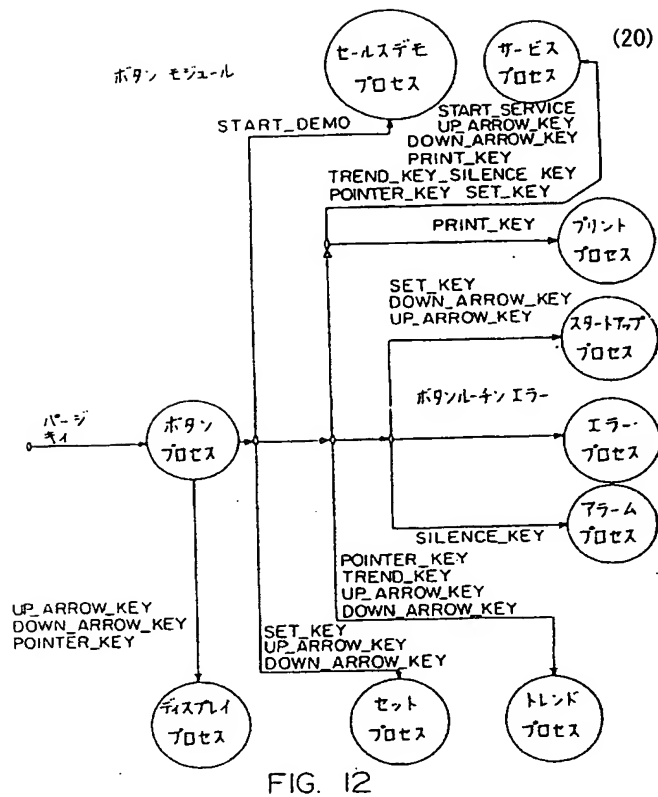 (20)
ボタン モジュール
セールスデモ
プロセス
サービス
プロセス
START_DEMO
START_SERVICE
UP_ARROW_KEY
DOWN_ARROW_KEY
PRINT_KEY
TREND_KEY_SILENCE KEY
POINTER_KEY SET_KEY
PRINT_KEY
プリント
プロセス
SET_KEY
DOWN_ARROW_KEY
UP_ARROW_KEY
スタートアップ
プロセス
パージ
キィ
ボタン
プロセス
ボタンルーチン エラー
エラー・
プロセス
SILENCE_KEY
アラーム
プロセス
POINTER_KEY
TREND_KEY
UP_ARROW_KEY
DOWN_ARROW_KEY
UP_ARROW_KEY
DOWN_ARROW_KEY
POINTER_KEY
SET_KEY
UP_ARROW_KEY
DOWN_ARROW_KEY
ディスプレイ
プロセス
セット
プロセス
トレンド
プロセス
FIG. 12